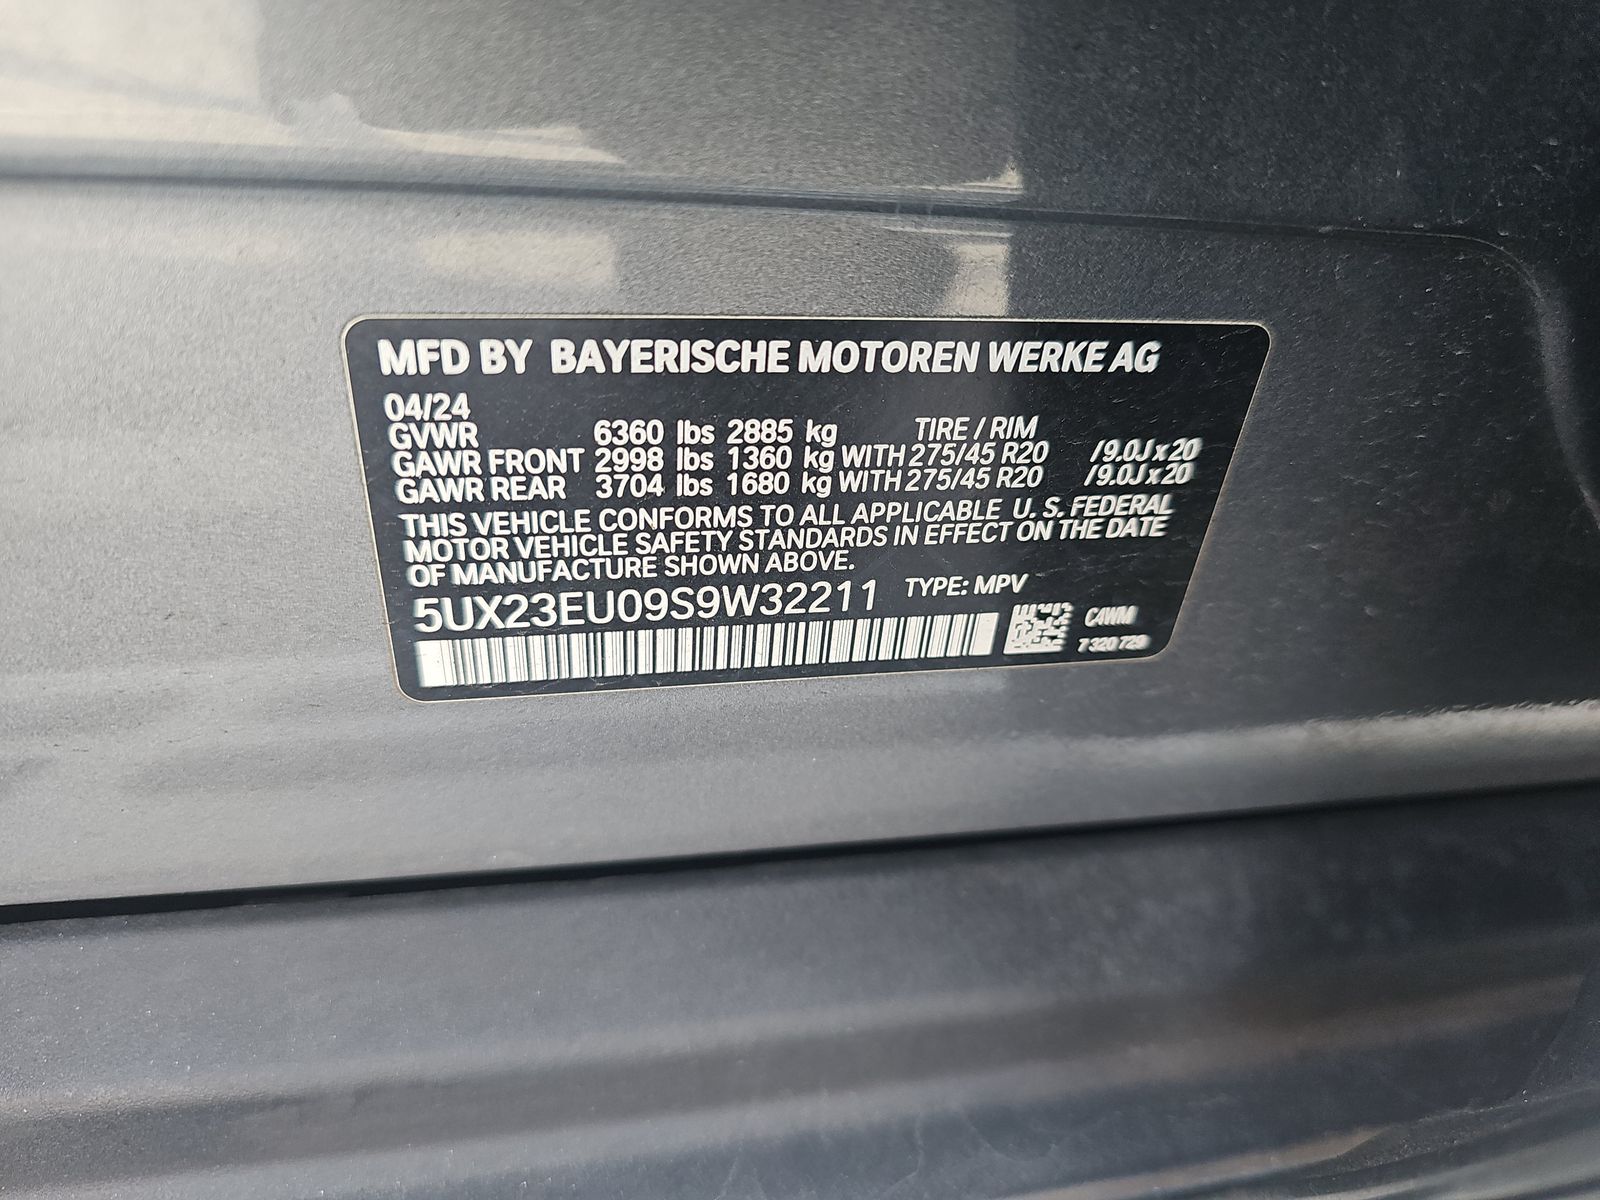 MFD BY BAYERISCHE MOTOREN WERKE AG
04/24
GVWR 6360 lbs 2885 kg TIRE / RIM
GAWR FRONT 2998 lbs 1360 kg WITH 275/45 R20 /9.0J x 20
GAWR REAR 3704 lbs 1680 kg WITH 275/45 R20 /9.0J x 20
THIS VEHICLE CONFORMS TO ALL APPLICABLE U. S. FEDERAL
MOTOR VEHICLE SAFETY STANDARDS IN EFFECT ON THE DATE
OF MANUFACTURE SHOWN ABOVE.
5UX23EU09S9W32211 TYPE: MPV
C4WM